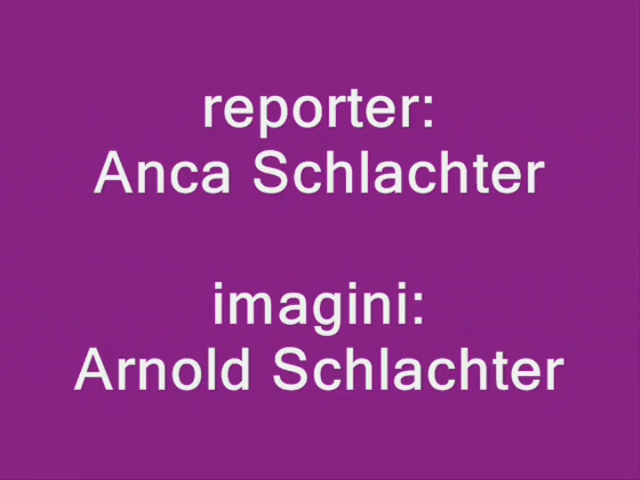 reporter:
Anca Schlachter
imagini:
Arnold Schlachter